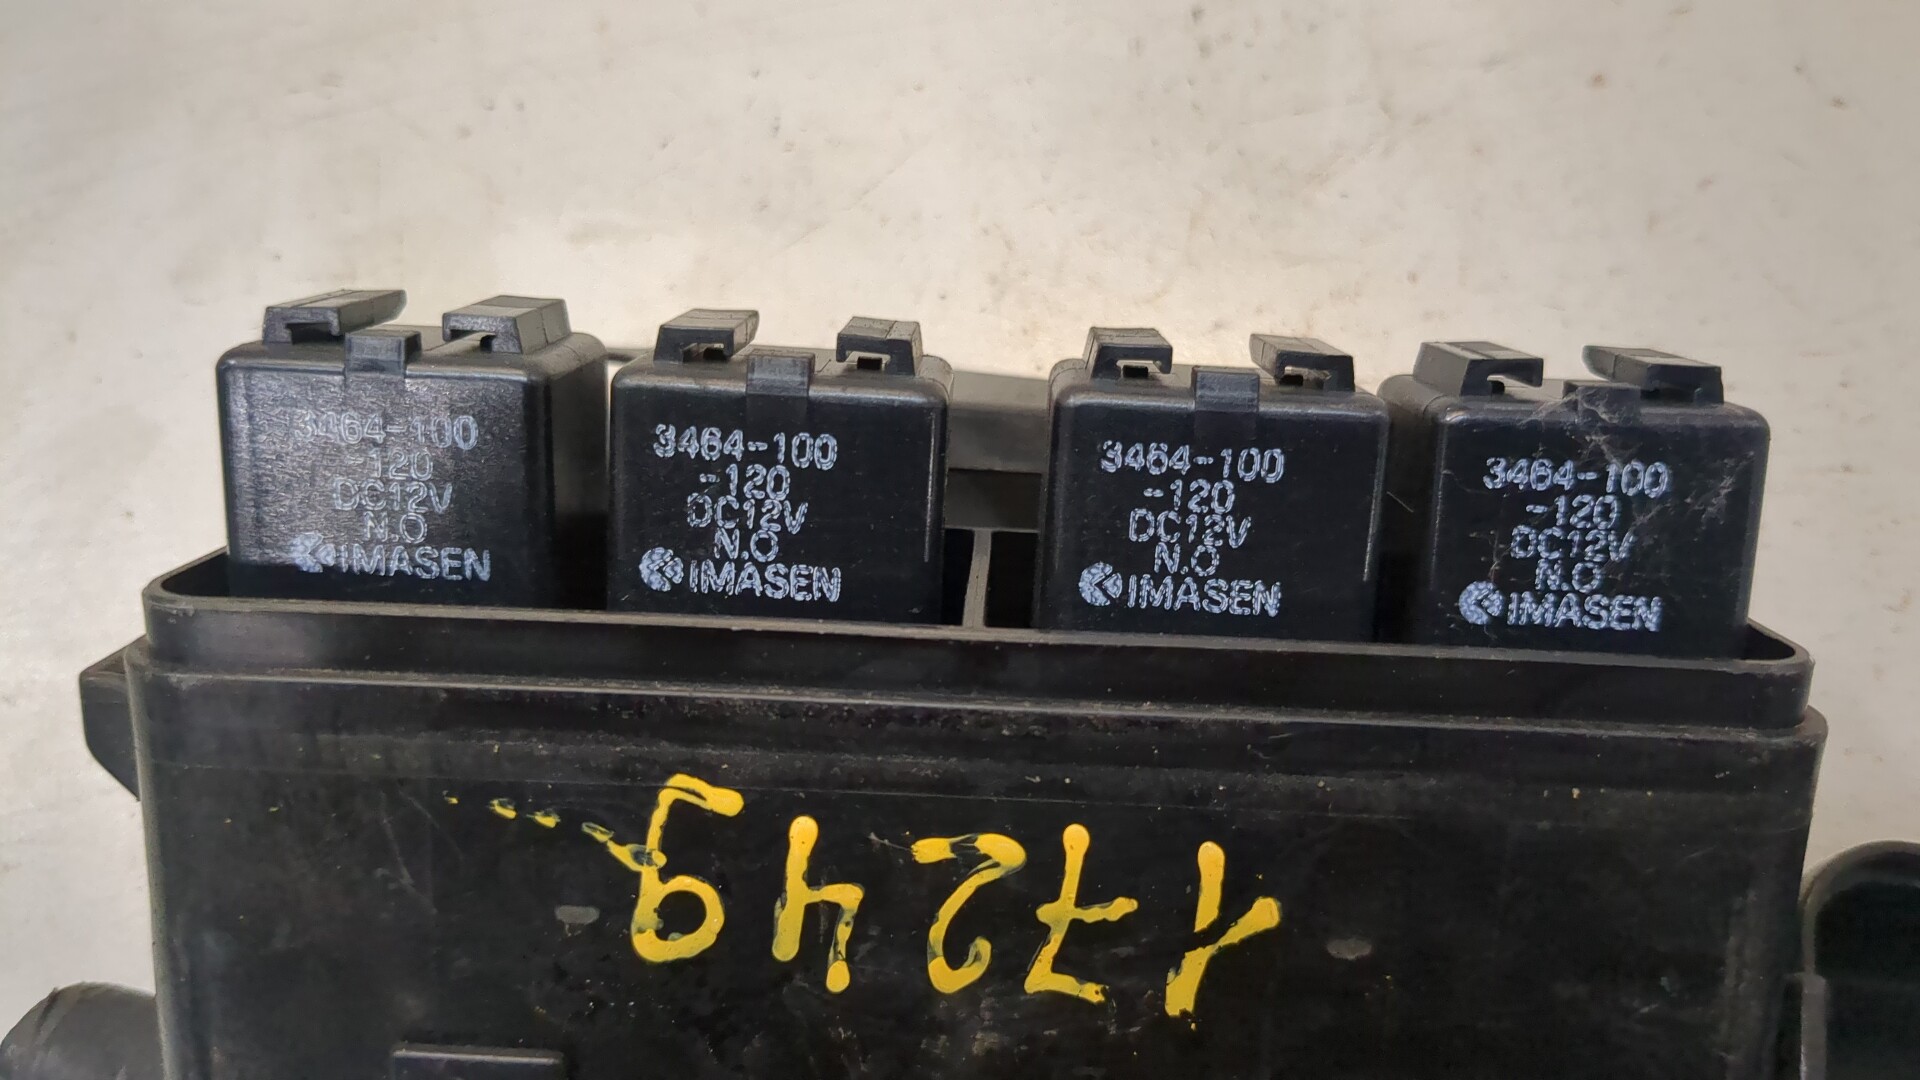 3464-100
-120
DC12V
N.O
IMASEN
3464-100
-120
DC12V
N.O
IMASEN
3464-100
-120
DC12V
N.O
IMASEN
3464-100
-120
DC12V
N.O
IMASEN
17249